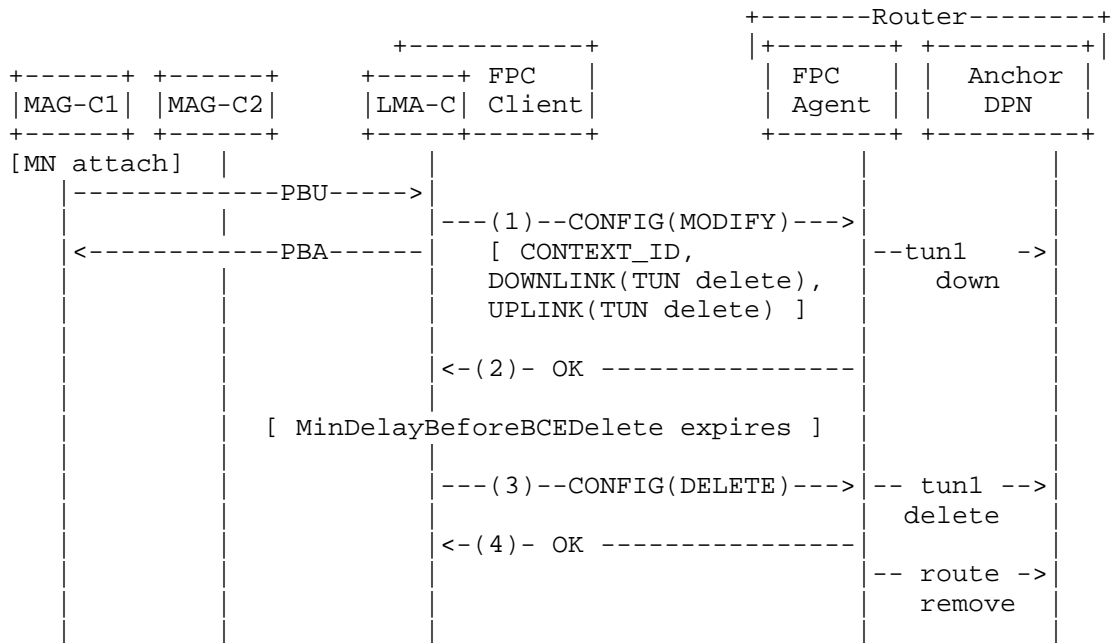 +-------Router--------+
+-----------+ |+-------+ +----------+|
+------+ +------+ +-----+ FPC | | FPC | | Anchor |
|MAG-C1| |MAG-C2| |LMA-C| Client| | Agent | | DPN |
+------+ +------+ +-----+-------+ +-------+ +---------+
[MN attach] | | | |
|-------------PBU----->| | |
| | |---(1)--CONFIG(MODIFY)--->| |
|<------------PBA------| [ CONTEXT_ID, |--tun1 ->|
| | | DOWNLINK(TUN delete), | down |
| | | UPLINK(TUN delete) ] | |
| | | | |
| | |<-(2)- OK ----------------| |
| | | | |
| | [ MinDelayBeforeBCEDelete expires ] | |
| | | | |
| | |---(3)--CONFIG(DELETE)--->|-- tun1 -->|
| | | | delete |
| | |<-(4)- OK ----------------| |
| | | |-- route ->|
| | | | remove |
| | | | |